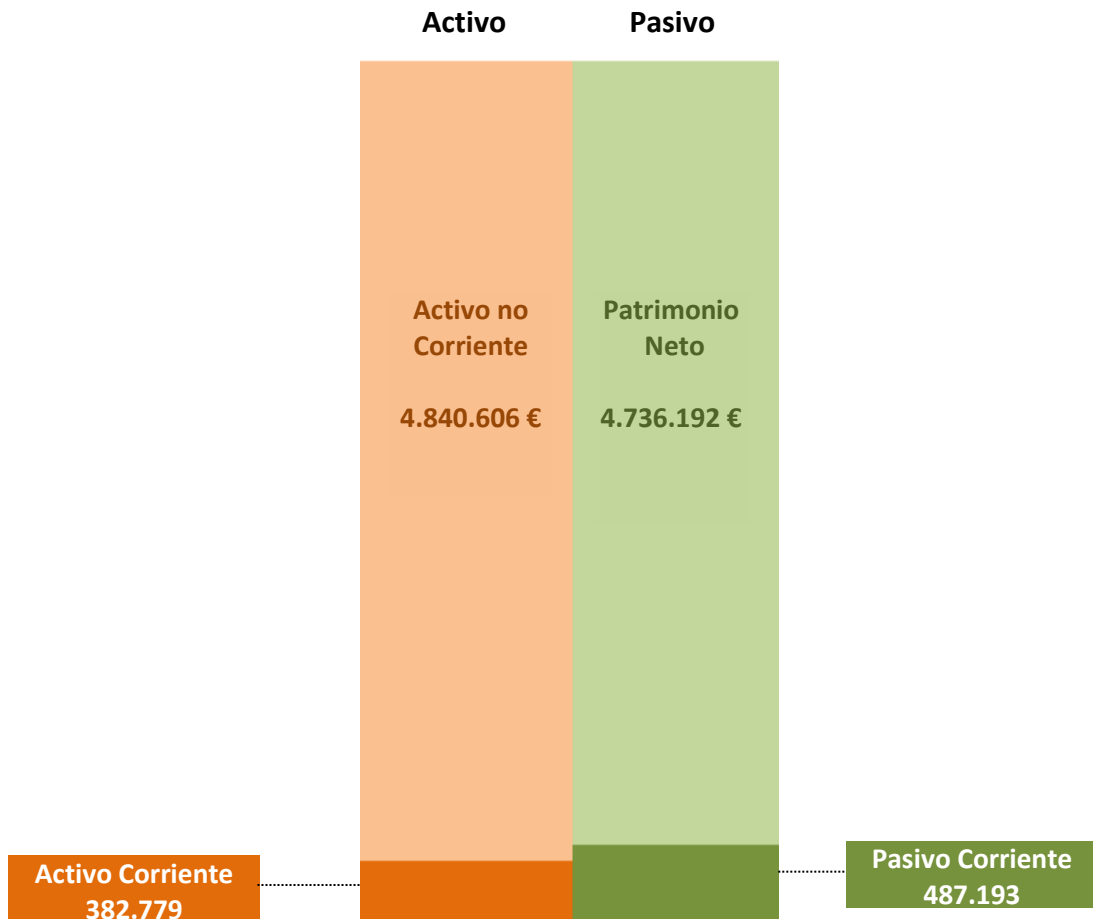 Activo
Pasivo
Activo no
Corriente
4.840.606 €
Patrimonio
Neto
4.736.192 €
Activo Corriente
382.779
Pasivo Corriente
487.193